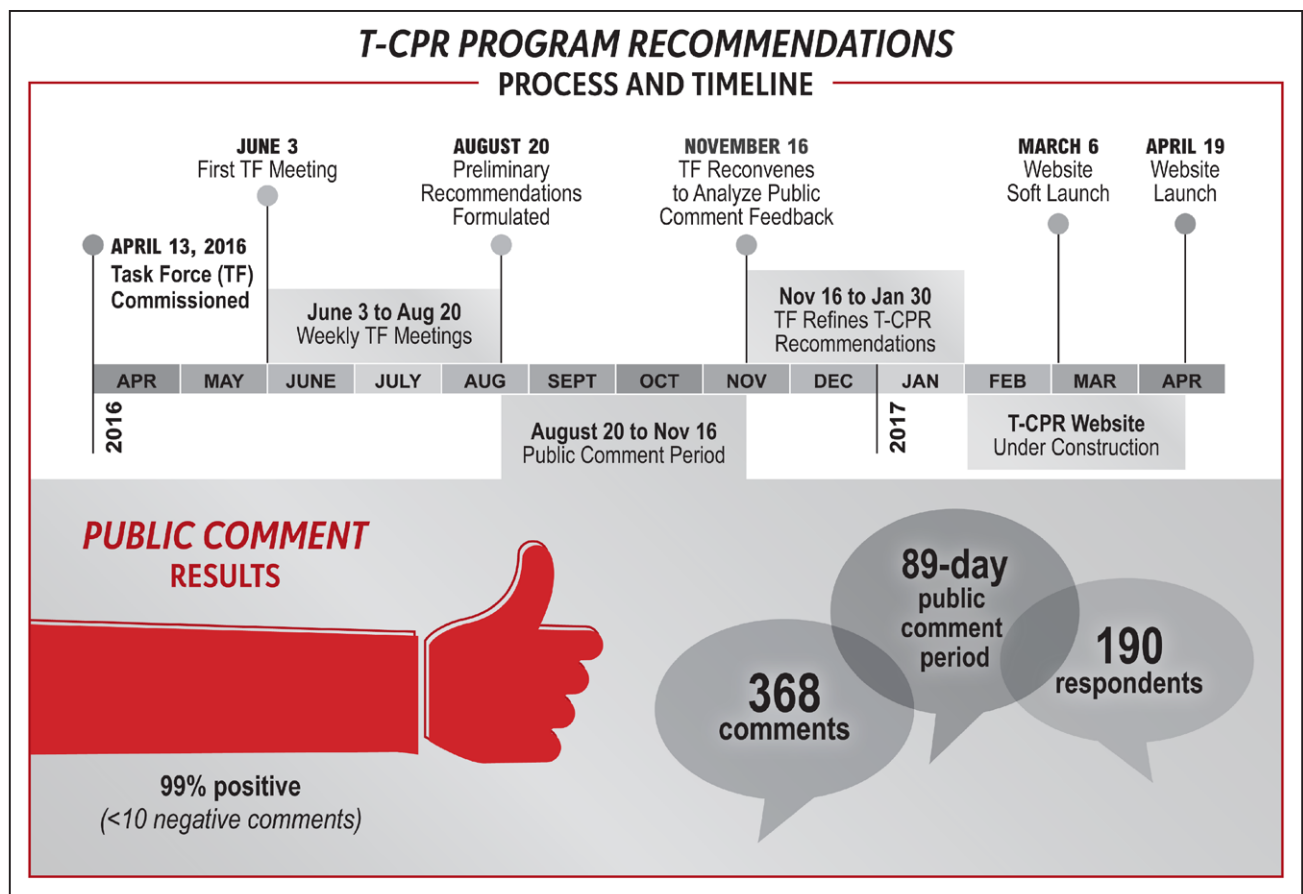 T-CPR PROGRAM RECOMMENDATIONS
PROCESS AND TIMELINE
APRIL 13, 2016
Task Force (TF)
Commissioned
JUNE 3
First TF Meeting
AUGUST 20
Preliminary
Recommendations
Formulated
NOVEMBER 16
TF Reconvenes
to Analyze Public
Comment Feedback
MARCH 6
Website
Soft Launch
APRIL 19
Website
Launch
June 3 to Aug 20
Weekly TF Meetings
Nov 16 to Jan 30
TF Refines T-CPR
Recommendations
APR MAY JUNE JULY AUG SEPT OCT NOV DEC JAN FEB MAR APR
2016
2017
August 20 to Nov 16
Public Comment Period
T-CPR Website
Under Construction
PUBLIC COMMENT
RESULTS
99% positive
(<10 negative comments)
368
comments
89-day
public
comment
period
190
respondents